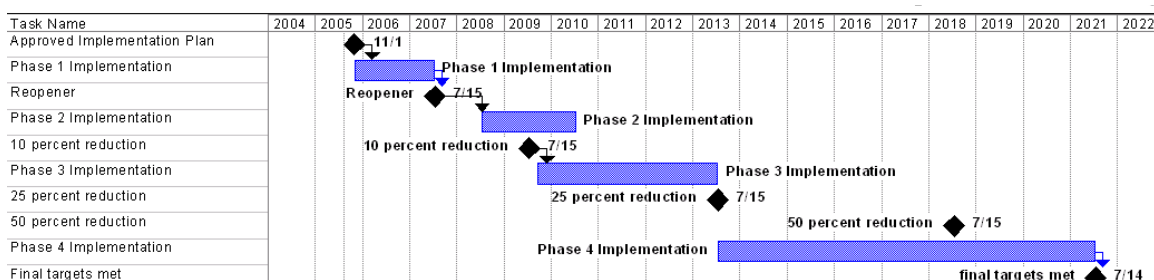 Task Name 2004 2005 2006 2007 2008 2009 2010 2011 2012 2013 2014 2015 2016 2017 2018 2019 2020 2021 2022
Approved Implementation Plan 11/1
Phase 1 Implementation Phase 1 Implementation
Reopener Reopener 7/15
Phase 2 Implementation Phase 2 Implementation
10 percent reduction 10 percent reduction 7/15
Phase 3 Implementation Phase 3 Implementation
25 percent reduction 25 percent reduction 7/15
50 percent reduction 50 percent reduction 7/15
Phase 4 Implementation Phase 4 Implementation
Final targets met final targets met 7/14